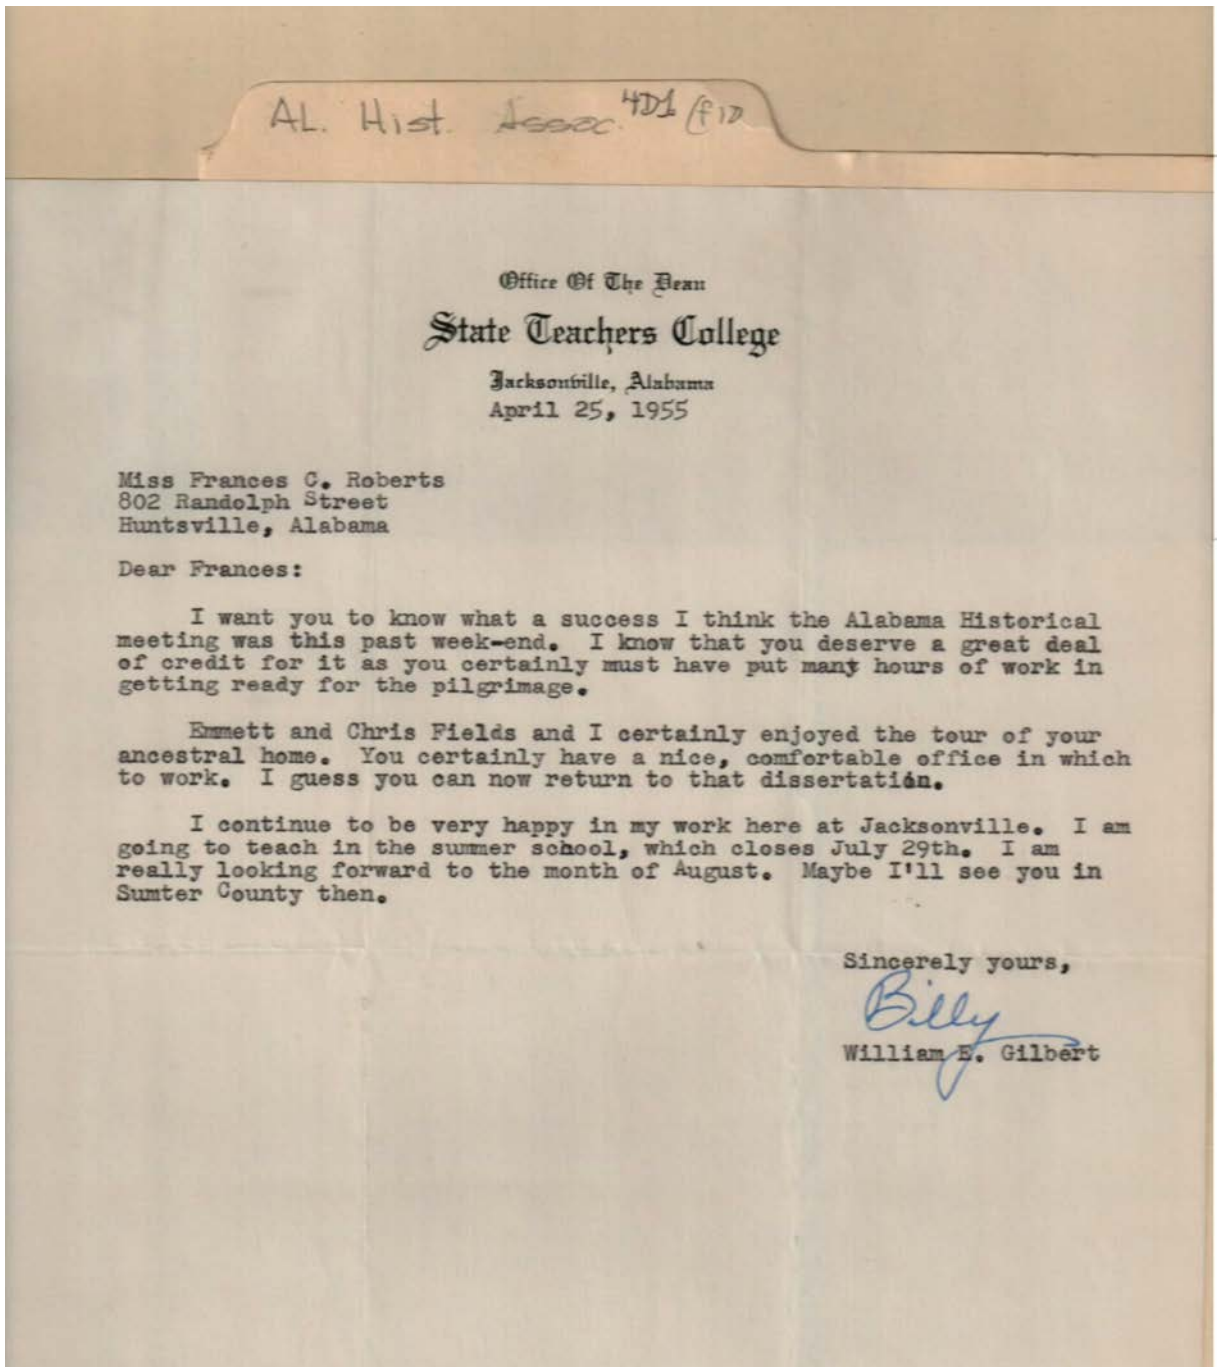 AL. Hist. Assoc. 4D1 (f10
Office Of The Dean
State Teachers College
Jacksonville, Alabama
April 25, 1955
Miss Frances C. Roberts
802 Randolph Street
Huntsville, Alabama
Dear Frances:
I want you to know what a success I think the Alabama Historical
meeting was this past week-end. I know that you deserve a great deal
of credit for it as you certainly must have put many hours of work in
getting ready for the pilgrimage.
Emmett and Chris Fields and I certainly enjoyed the tour of your
ancestral home. You certainly have a nice, comfortable office in which
to work. I guess you can now return to that dissertation.
I continue to be very happy in my work here at Jacksonville. I am
going to teach in the summer school, which closes July 29th. I am
really looking forward to the month of August. Maybe I'll see you in
Sumter County then.
Sincerely yours,
Billy
William E. Gilbert